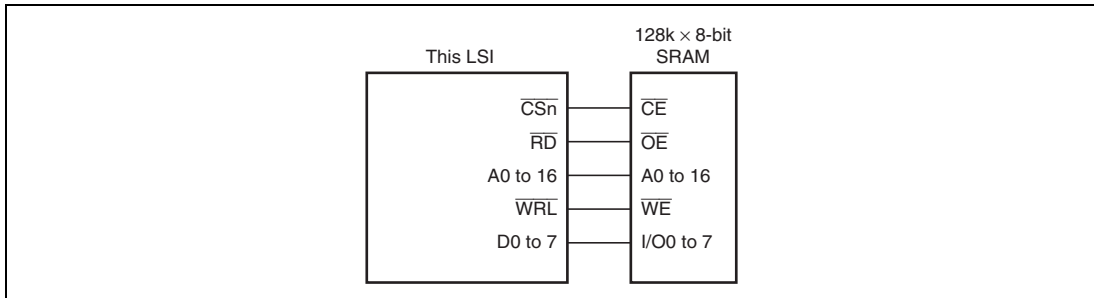 128k × 8-bit
This LSI SRAM
CSn CE
RD OE
A0 to 16 A0 to 16
WRL WE
D0 to 7 I/O0 to 7